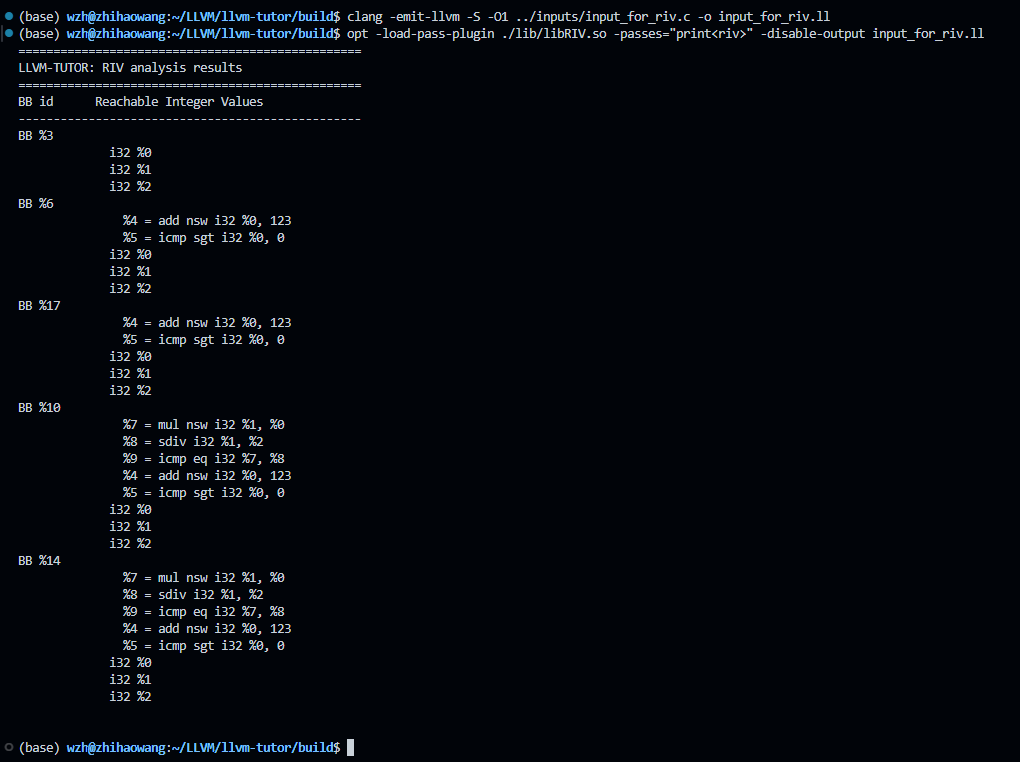 (base) wzh@zhihaowang:~/LLVM/llvm-tutor/build$ clang -emit-llvm -S -O1 ../inputs/input_for_riv.c -o input_for_riv.ll
(base) wzh@zhihaowang:~/LLVM/llvm-tutor/build$ opt -load-pass-plugin ./lib/libRIV.so -passes="print<riv>" -disable-output input_for_riv.ll
=================================================
LLVM-TUTOR: RIV analysis results
=================================================
BB id      Reachable Integer Values
-------------------------------------------------
BB %3
             i32 %0
             i32 %1
             i32 %2
BB %6
               %4 = add nsw i32 %0, 123
               %5 = icmp sgt i32 %0, 0
             i32 %0
             i32 %1
             i32 %2
BB %17
               %4 = add nsw i32 %0, 123
               %5 = icmp sgt i32 %0, 0
             i32 %0
             i32 %1
             i32 %2
BB %10
               %7 = mul nsw i32 %1, %0
               %8 = sdiv i32 %1, %2
               %9 = icmp eq i32 %7, %8
               %4 = add nsw i32 %0, 123
               %5 = icmp sgt i32 %0, 0
             i32 %0
             i32 %1
             i32 %2
BB %14
               %7 = mul nsw i32 %1, %0
               %8 = sdiv i32 %1, %2
               %9 = icmp eq i32 %7, %8
               %4 = add nsw i32 %0, 123
               %5 = icmp sgt i32 %0, 0
             i32 %0
             i32 %1
             i32 %2
(base) wzh@zhihaowang:~/LLVM/llvm-tutor/build$